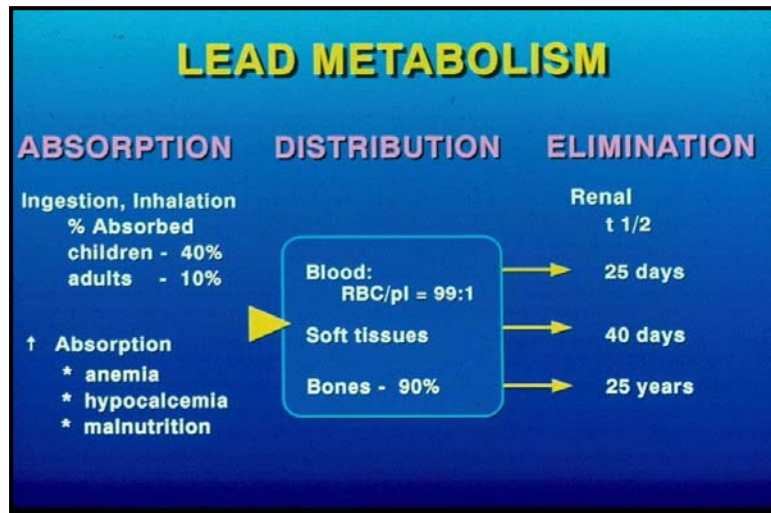 LEAD METABOLISM
ABSORPTION
Ingestion, Inhalation
% Absorbed
children - 40%
adults - 10%
↑ Absorption
* anemia
* hypocalcemia
* malnutrition
DISTRIBUTION
Blood:
RBC/pl = 99:1
Soft tissues
Bones - 90%
ELIMINATION
Renal
t 1/2
25 days
40 days
25 years